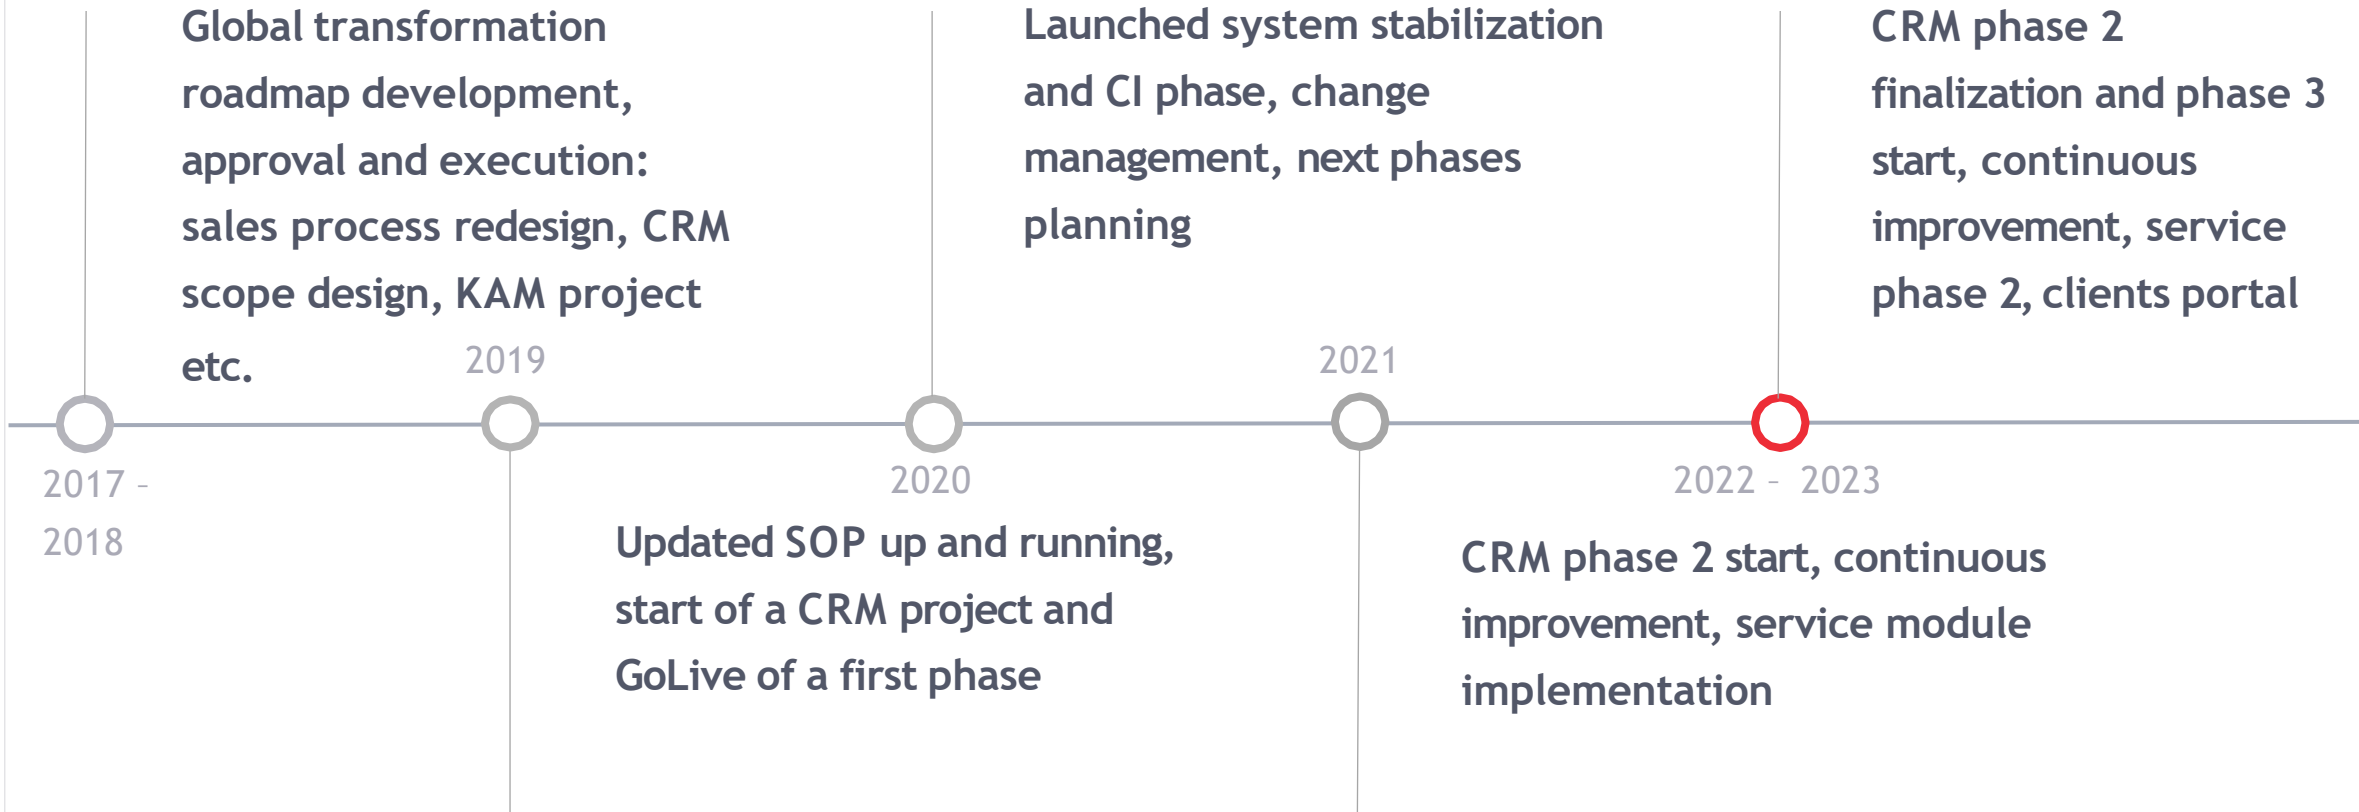 Global transformation
roadmap development,
approval and execution:
sales process redesign, CRM
scope design, KAM project
etc.
2017 -
2018
2019
Updated SOP up and running,
start of a CRM project and
GoLive of a first phase
Launched system stabilization
and CI phase, change
management, next phases
planning
2020
2021
CRM phase 2 start, continuous
improvement, service module
implementation
CRM phase 2
finalization and phase 3
start, continuous
improvement, service
phase 2, clients portal
2022 - 2023